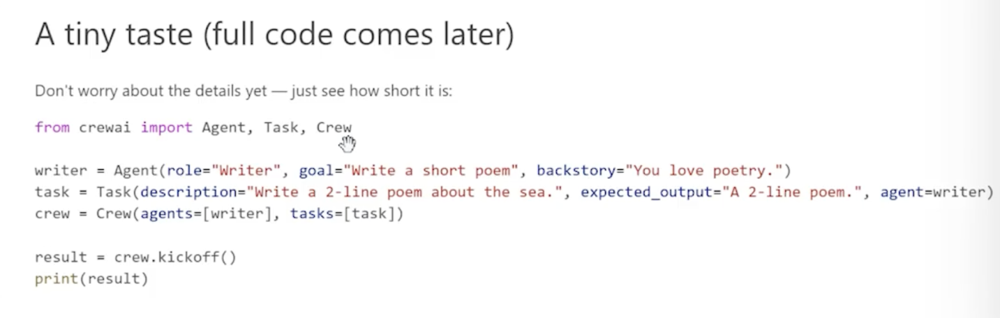 A tiny taste (full code comes later)
Don't worry about the details yet — just see how short it is:
from crewai import Agent, Task, Crew
writer = Agent(role="Writer", goal="Write a short poem", backstory="You love poetry.")
task = Task(description="Write a 2-line poem about the sea.", expected_output="A 2-line poem.", agent=writer)
crew = Crew(agents=[writer], tasks=[task])
result = crew.kickoff()
print(result)